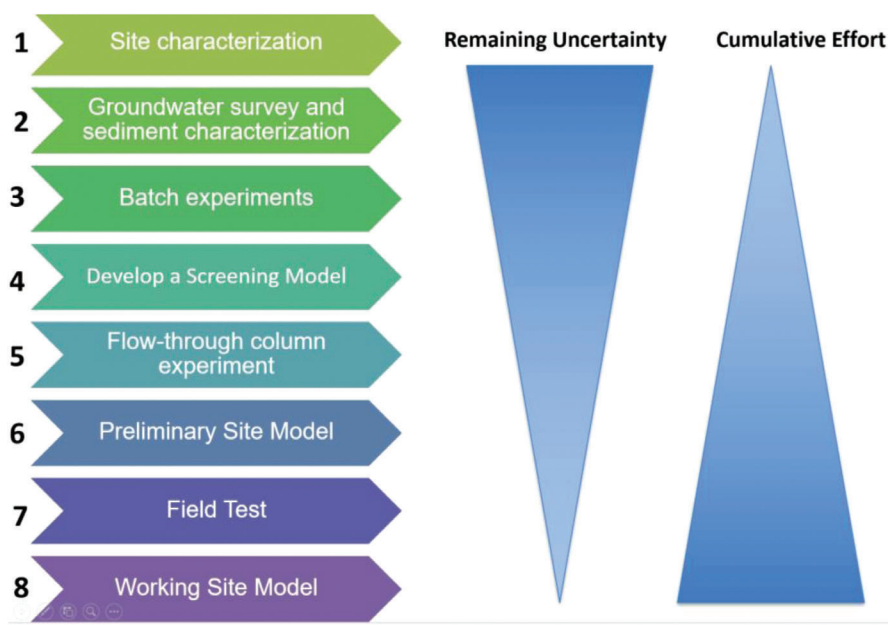 Remaining Uncertainty
Cumulative Effort
1
Site characterization
2
Groundwater survey and
sediment characterization
3
Batch experiments
4
Develop a Screening Model
5
Flow-through column
experiment
6
Preliminary Site Model
7
Field Test
8
Working Site Model